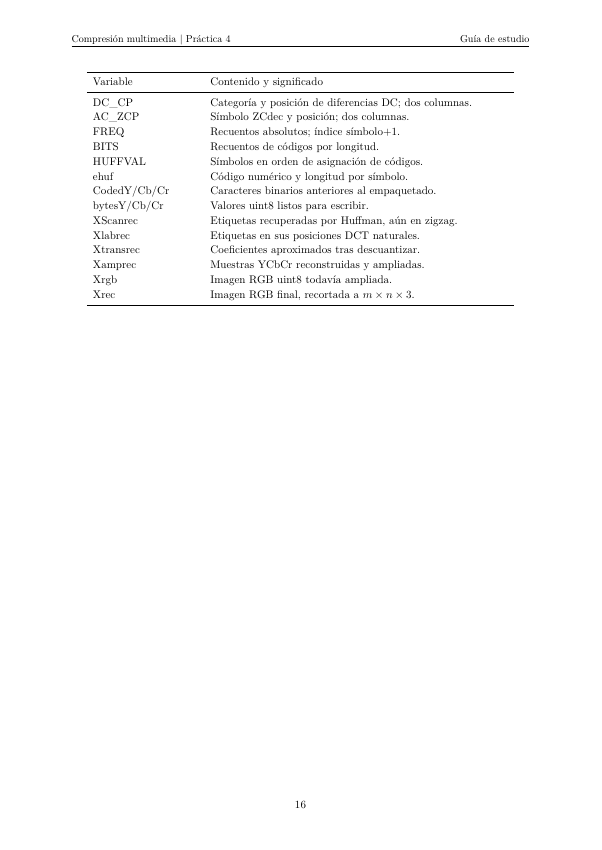 Compresión multimedia | Práctica 4 Guía de estudio
Variable Contenido y significado
DC_CP Categoría y posición de diferencias DC; dos columnas.
AC_ZCP Símbolo ZCdec y posición; dos columnas.
FREQ Recuentos absolutos; índice símbolo+1.
BITS Recuentos de códigos por longitud.
HUFFVAL Símbolos en orden de asignación de códigos.
ehuf Código numérico y longitud por símbolo.
CodedY/Cb/Cr Caracteres binarios anteriores al empaquetado.
bytesY/Cb/Cr Valores uint8 listos para escribir.
XScanrec Etiquetas recuperadas por Huffman, aún en zigzag.
Xlabrec Etiquetas en sus posiciones DCT naturales.
Xtransrec Coeficientes aproximados tras descuantizar.
Xamprec Muestras YCbCr reconstruidas y ampliadas.
Xrgb Imagen RGB uint8 todavía ampliada.
Xrec Imagen RGB final, recortada a m × n × 3.
16